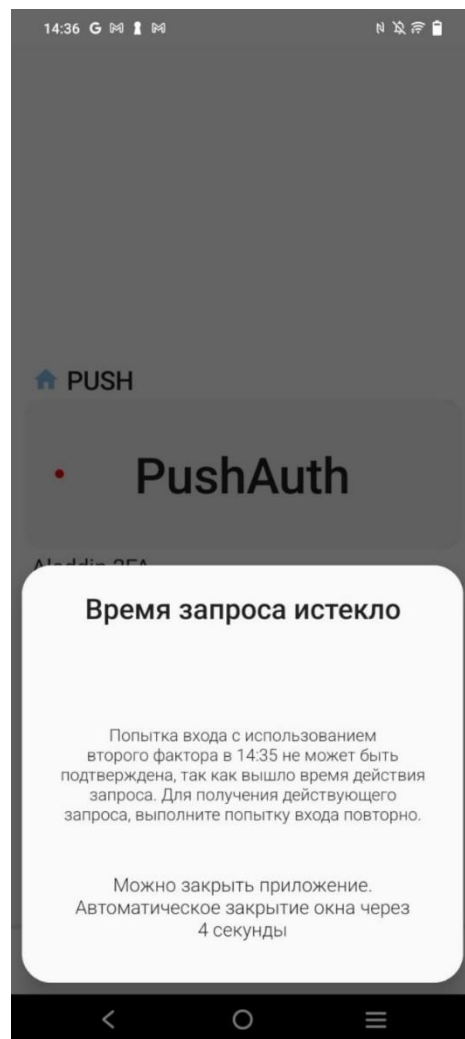 14:36 G
PUSH
PushAuth
Aladdin 2FA
Время запроса истекло
Попытка входа с использованием
второго фактора в 14:35 не может быть
подтверждена, так как вышло время действия
запроса. Для получения действующего
запроса, выполните попытку входа повторно.
Можно закрыть приложение.
Автоматическое закрытие окна через
4 секунды